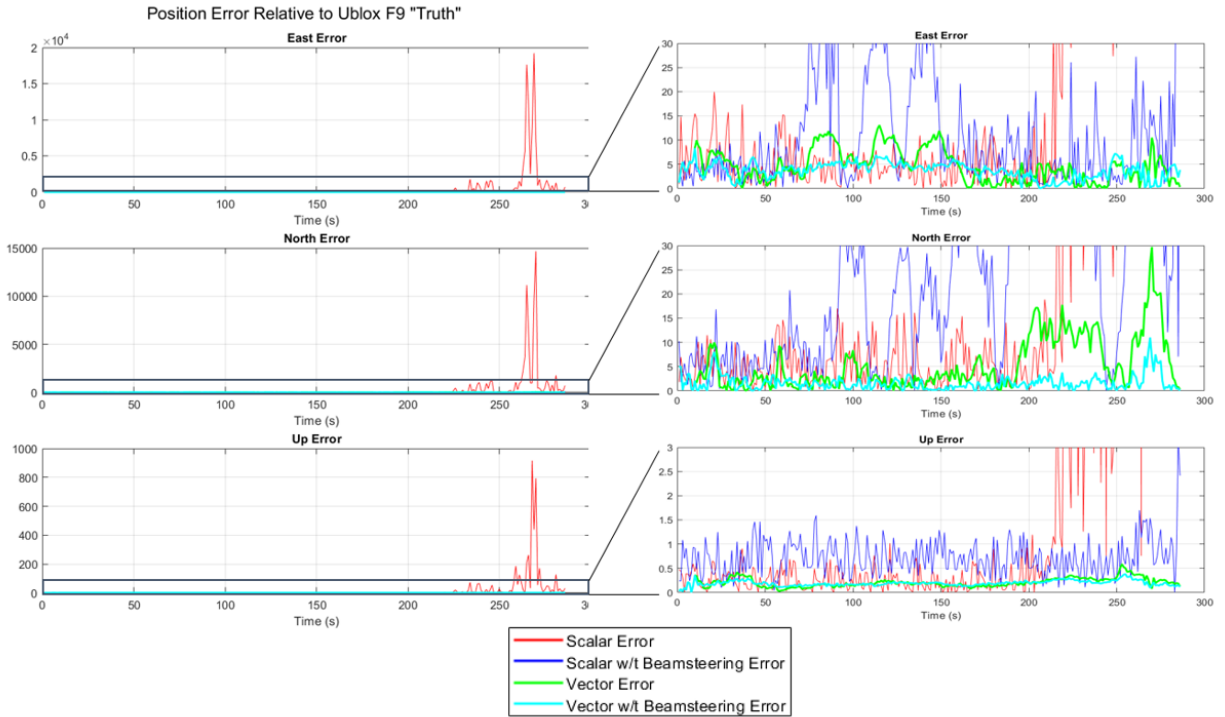 Position Error Relative to Ublox F9 "Truth"
East Error
×10⁴
2
1.5
1
0.5
0
0 50 100 150 200 250 30
Time (s)
North Error
15000
10000
5000
0
0 50 100 150 200 250 30
Time (s)
Up Error
1000
800
600
400
200
0
0 50 100 150 200 250 30
Time (s)
East Error
30
25
20
15
10
5
0
0 50 100 150 200 250 300
Time (s)
North Error
30
25
20
15
10
5
0
0 50 100 150 200 250 300
Time (s)
Up Error
3
2.5
2
1.5
1
0.5
0
0 50 100 150 200 250 300
Time (s)
Scalar Error
Scalar w/t Beamsteering Error
Vector Error
Vector w/t Beamsteering Error